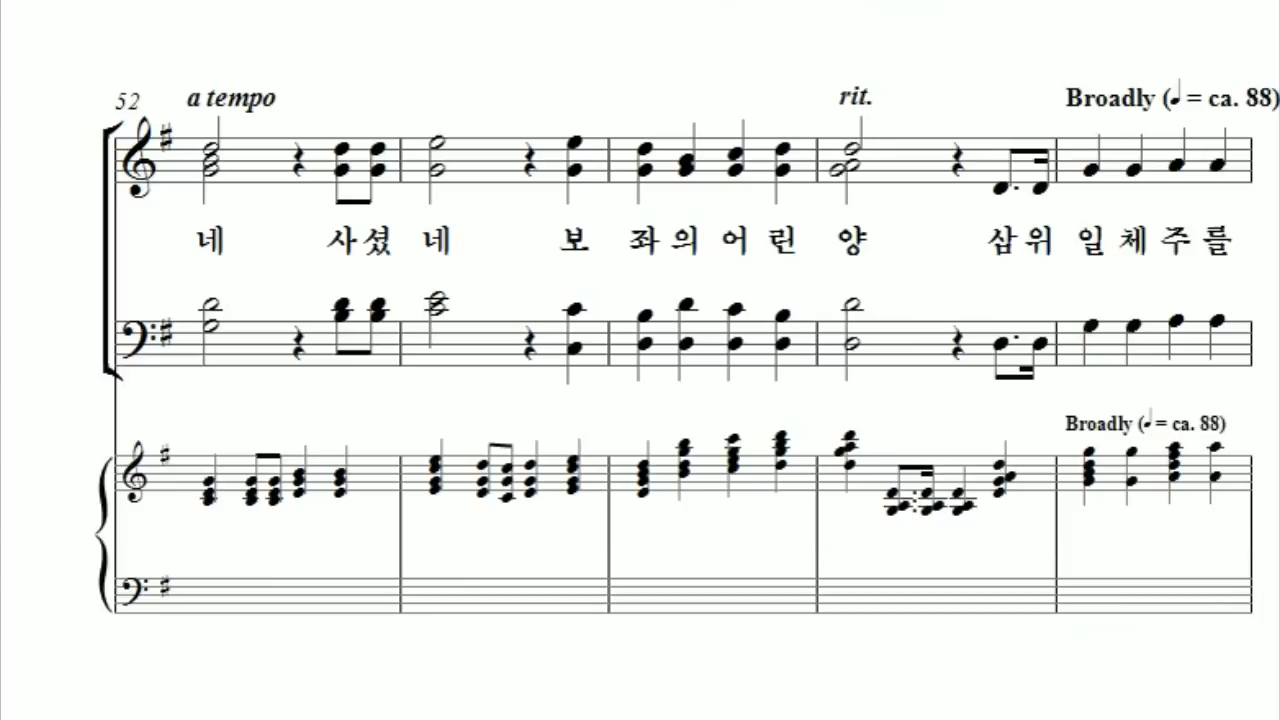 52 a tempo rit. Broadly (♩ = ca. 88)
네 사셨 네 보 좌 의 어 린 양 삼 위 일 체 주 를
Broadly (♩ = ca. 88)